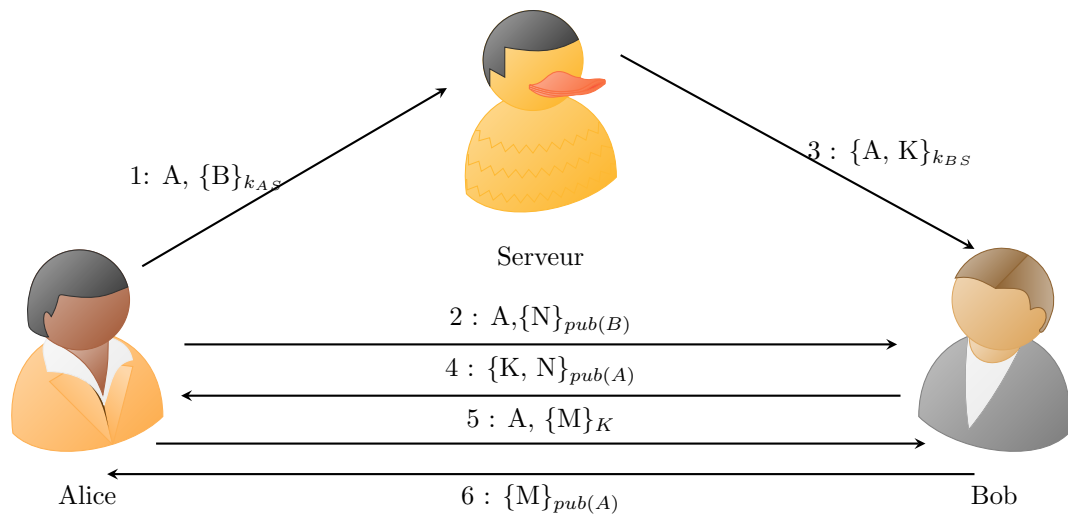 1: A, {B}_{k_{AS}}
3 : {A, K}_{k_{BS}}
Serveur
2 : A,{N}_{pub(B)}
4 : {K, N}_{pub(A)}
5 : A, {M}_K
6 : {M}_{pub(A)}
Alice
Bob